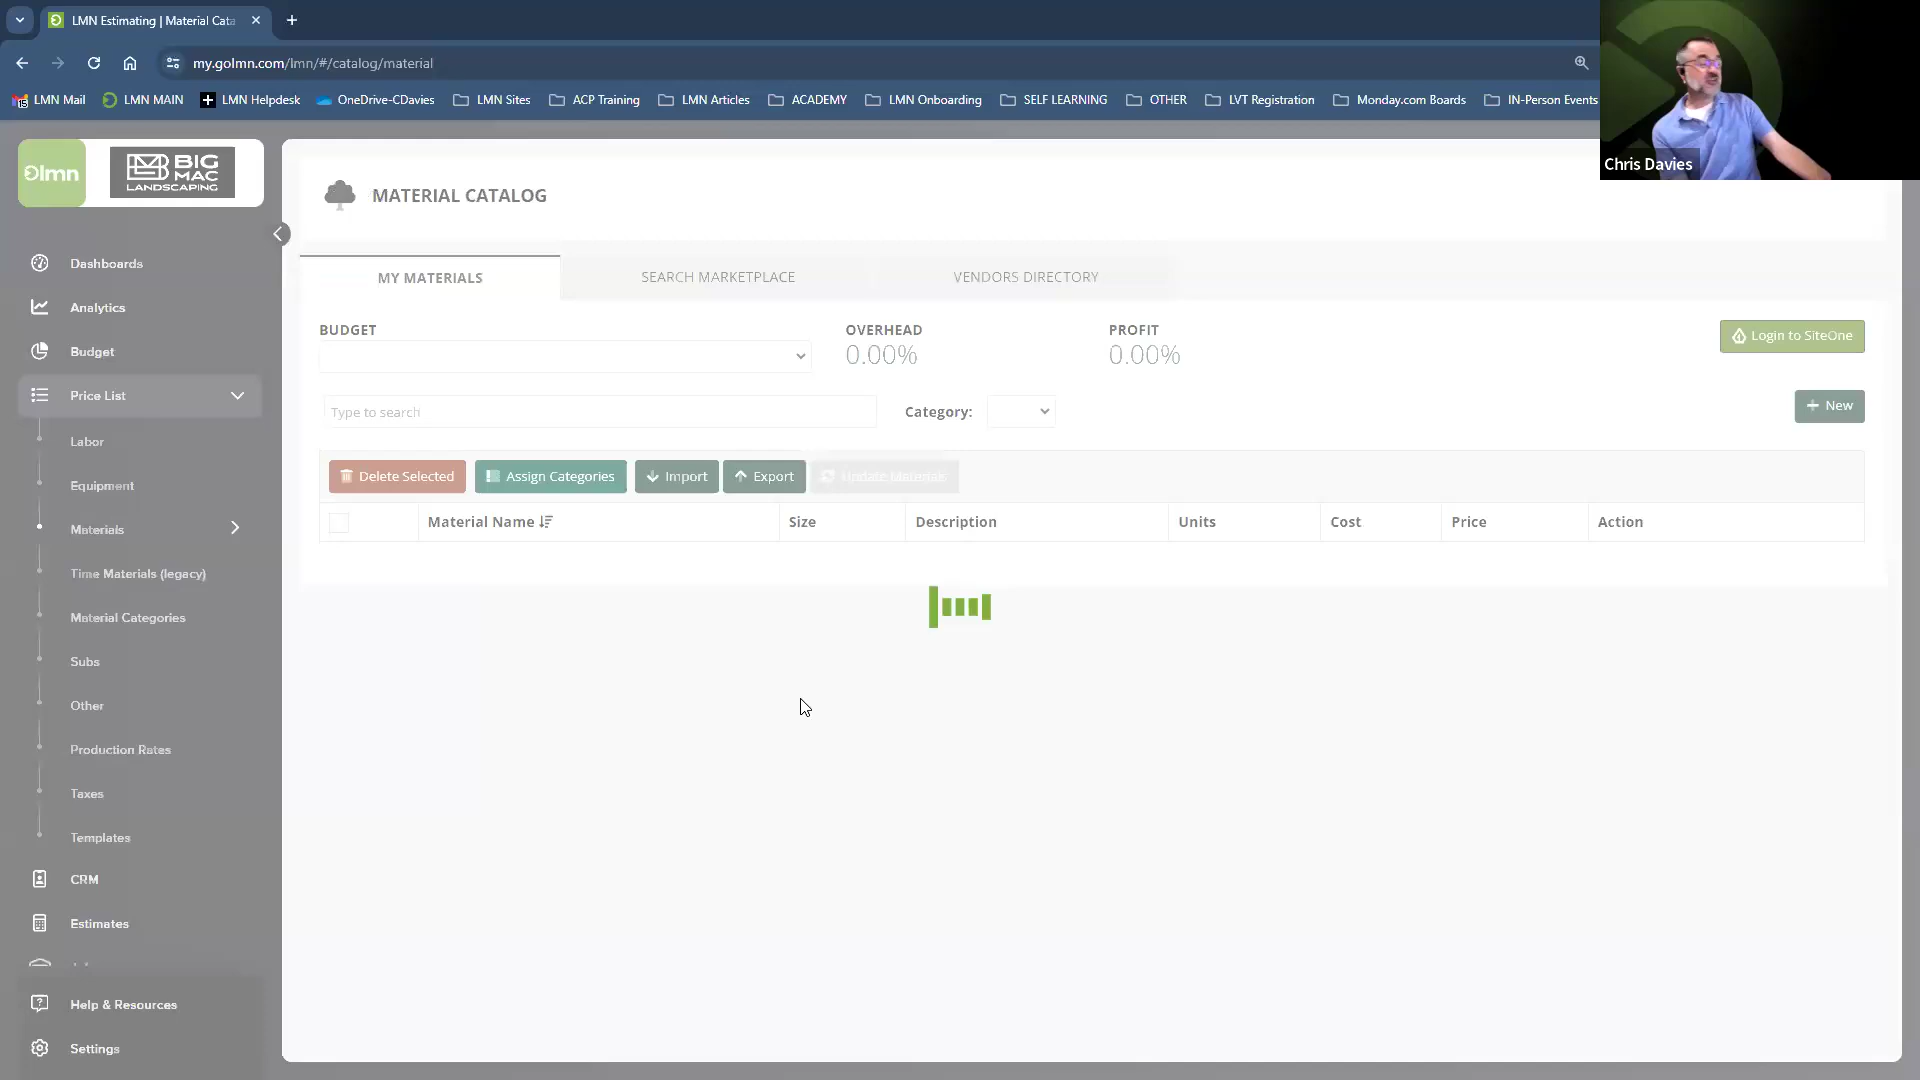 LMN Estimating | Material Cata
my.golmn.com/lmn/#/catalog/material
LMN Mail
LMN MAIN
LMN Helpdesk
OneDrive-CDavies
LMN Sites
ACP Training
LMN Articles
ACADEMY
LMN Onboarding
SELF LEARNING
OTHER
LVT Registration
Monday.com Boards
IN-Person Events
Chris Davies
lmn
BIG MAC
LANDSCAPING
MATERIAL CATALOG
Dashboards
Analytics
Budget
Price List
Labor
Equipment
Materials
Time Materials (legacy)
Material Categories
Subs
Other
Production Rates
Taxes
Templates
CRM
Estimates
Help & Resources
Settings
MY MATERIALS
SEARCH MARKETPLACE
VENDORS DIRECTORY
BUDGET
OVERHEAD
0.00%
PROFIT
0.00%
Login to SiteOne
Type to search
Category:
New
Delete Selected
Assign Categories
Import
Export
Update Materials
Material Name
Size
Description
Units
Cost
Price
Action